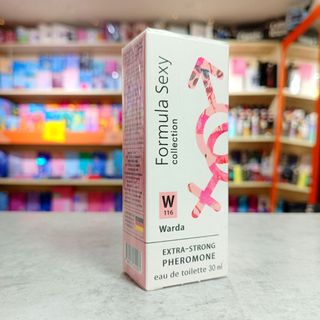 Formula Sexy
collection
W
116
Warda
EXTRA-STRONG
PHEROMONE
eau de toilette 30 ml